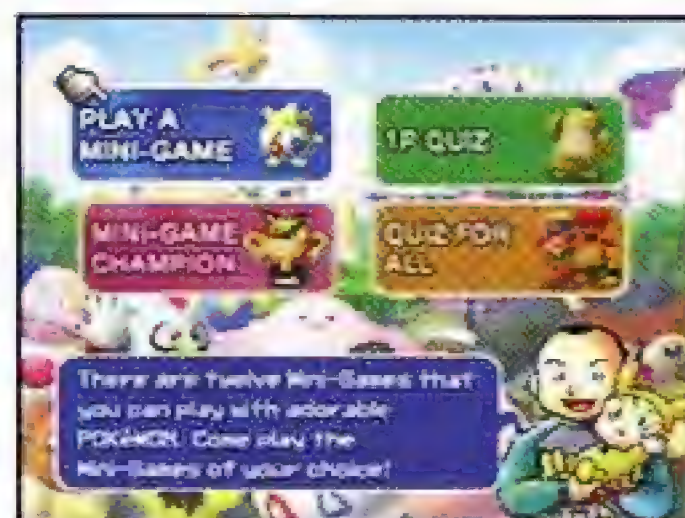 PLAY A
MINI-GAME
1P QUIZ
MINI-GAME
CHAMPION
QUIZ FOR
ALL
There are twelve Mini-Games that
you can play with adorable
POKéMON. Come play the
Mini-Games of your choice!